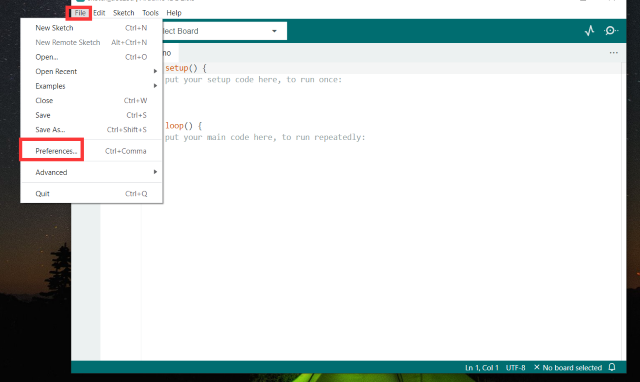 File Edit Sketch Tools Help
New Sketch Ctrl+N
New Remote Sketch Alt+Ctrl+N
Open... Ctrl+O
Open Recent
Examples
Close Ctrl+W
Save Ctrl+S
Save As... Ctrl+Shift+S
Preferences... Ctrl+Comma
Advanced
Quit Ctrl+Q
lect Board
no
setup() {
put your setup code here, to run once:
loop() {
put your main code here, to run repeatedly:
Ln 1, Col 1 UTF-8 × No board selected